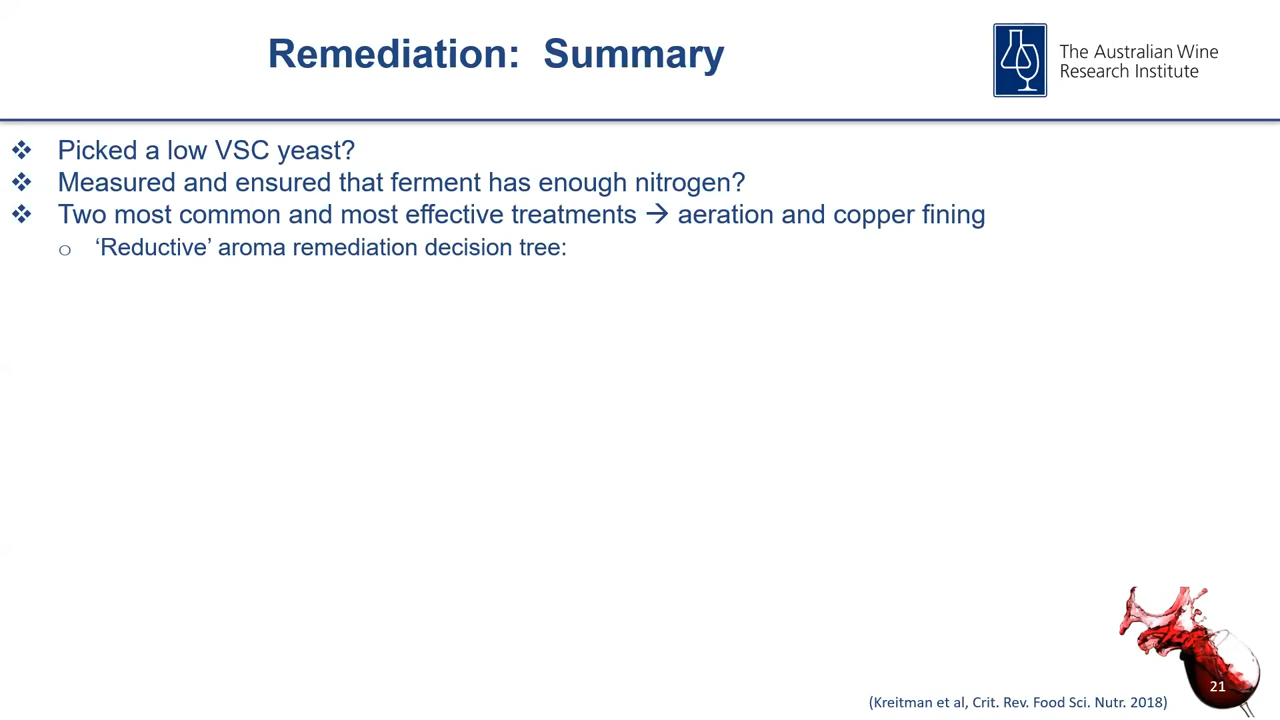 Remediation: Summary
The Australian Wine
Research Institute
❖ Picked a low VSC yeast?
❖ Measured and ensured that ferment has enough nitrogen?
❖ Two most common and most effective treatments → aeration and copper fining
o ‘Reductive’ aroma remediation decision tree:
21
(Kreitman et al, Crit. Rev. Food Sci. Nutr. 2018)